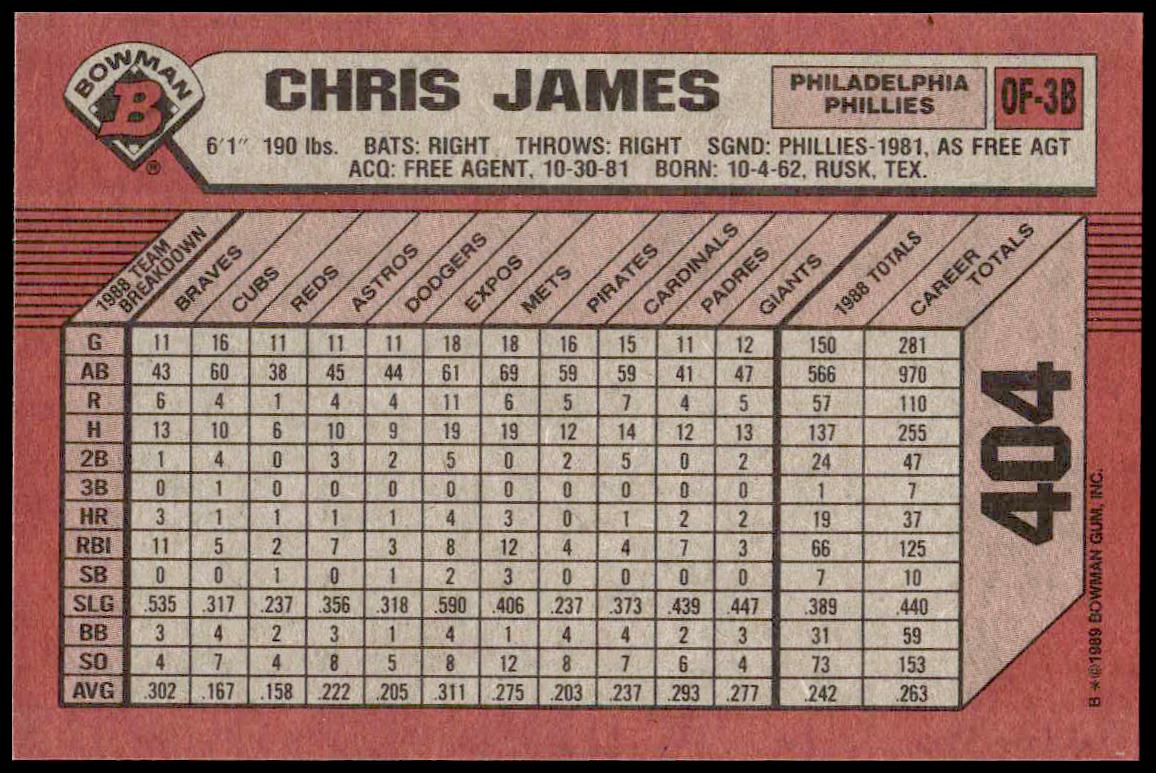 BOWMAN
B
®
CHRIS JAMES
PHILADELPHIA
PHILLIES
OF-3B
6'1" 190 lbs. BATS: RIGHT THROWS: RIGHT SGND: PHILLIES-1981, AS FREE AGT
ACQ: FREE AGENT, 10-30-81 BORN: 10-4-62, RUSK, TEX.
1988 TEAM BREAKDOWN BRAVES CUBS REDS ASTROS DODGERS EXPOS METS PIRATES CARDINALS PADRES GIANTS 1988 TOTALS CAREER TOTALS
G 11 16 11 11 11 18 18 16 15 11 12 150 281
AB 43 60 38 45 44 61 69 59 59 41 47 566 970
R 6 4 1 4 4 11 6 5 7 4 5 57 110
H 13 10 6 10 9 19 19 12 14 12 13 137 255
2B 1 4 0 3 2 5 0 2 5 0 2 24 47
3B 0 1 0 0 0 0 0 0 0 0 0 1 7
HR 3 1 1 1 1 4 3 0 1 2 2 19 37
RBI 11 5 2 7 3 8 12 4 4 7 3 66 125
SB 0 0 1 0 1 2 3 0 0 0 0 7 10
SLG .535 .317 .237 .356 .318 .590 .406 .237 .373 .439 .447 .389 .440
BB 3 4 2 3 1 4 1 4 4 2 3 31 59
SO 4 7 4 8 5 8 12 8 7 6 4 73 153
AVG .302 .167 .158 .222 .205 .311 .275 .203 .237 .293 .277 .242 .263
404
B*©1989 BOWMAN GUM, INC.